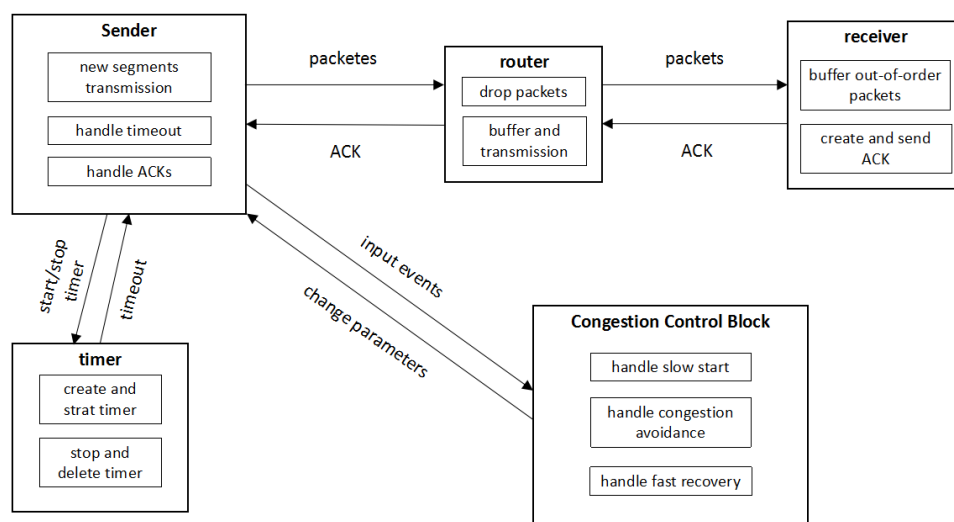 Sender
new segments
transmission
handle timeout
handle ACKs
packetes
ACK
router
drop packets
buffer and
transmission
packets
ACK
receiver
buffer out-of-order
packets
create and send
ACK
start/stop
timer
timeout
input events
change parameters
timer
create and
strat timer
stop and
delete timer
Congestion Control Block
handle slow start
handle congestion
avoidance
handle fast recovery